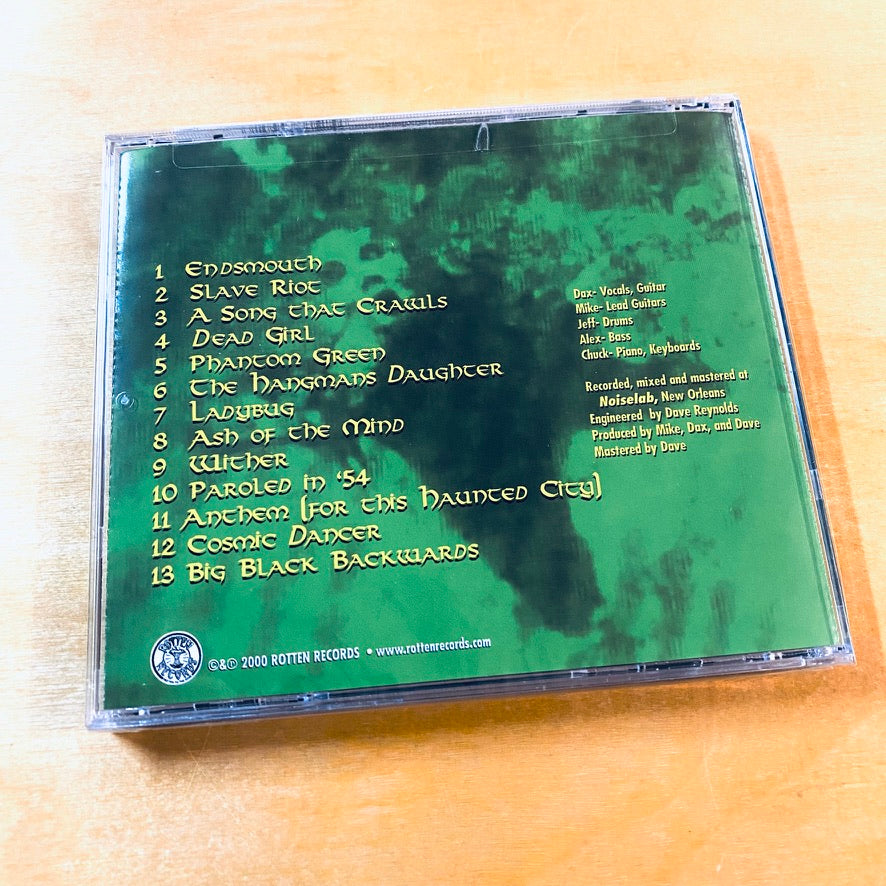 1 Endsmouth
2 Slave Riot
3 A Song that Crawls
4 Dead Girl
5 Phantom Green
6 The Hangmans Daughter
7 Ladybug
8 Ash of the Mind
9 Wither
10 Paroled in '54
11 Anthem (for this Haunted City)
12 Cosmic Dancer
13 Big Black Backwards
Dax- Vocals, Guitar
Mike- Lead Guitars
Jeff- Drums
Alex- Bass
Chuck- Piano, Keyboards
Recorded, mixed and mastered at
Noiselab, New Orleans
Engineered by Dave Reynolds
Produced by Mike, Dax, and Dave
Mastered by Dave
ROTTEN
RECORDS
©&℗ 2000 ROTTEN RECORDS • www.rottenrecords.com